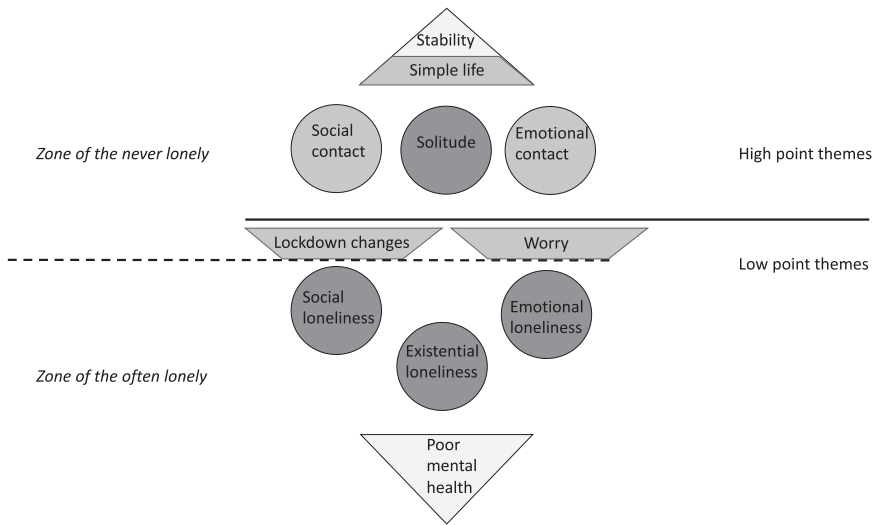 Stability
Simple life
Social
contact
Solitude
Emotional
contact
Zone of the never lonely
High point themes
Lockdown changes
Worry
Low point themes
Social
loneliness
Emotional
loneliness
Existential
loneliness
Zone of the often lonely
Poor
mental
health